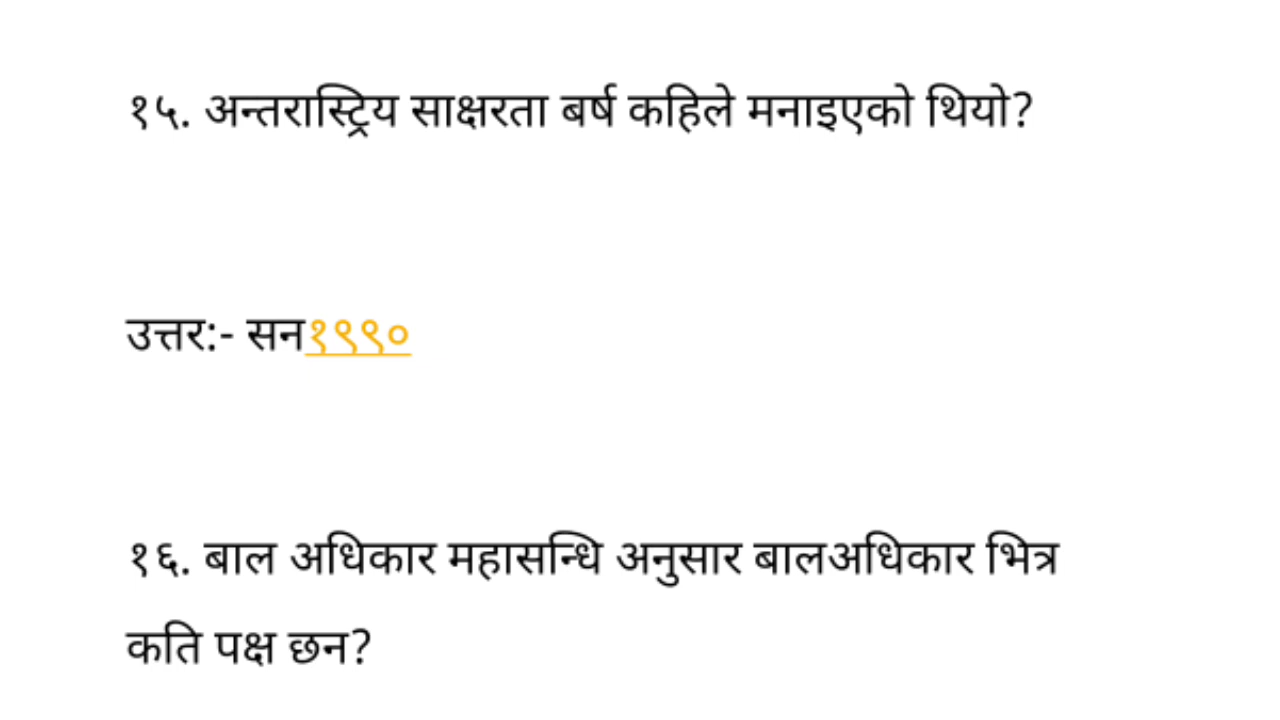 १५. अन्तरास्ट्रिय साक्षरता बर्ष कहिले मनाइएको थियो?
उत्तर:- सन१९९०
१६. बाल अधिकार महासन्धि अनुसार बालअधिकार भित्र
कति पक्ष छन?